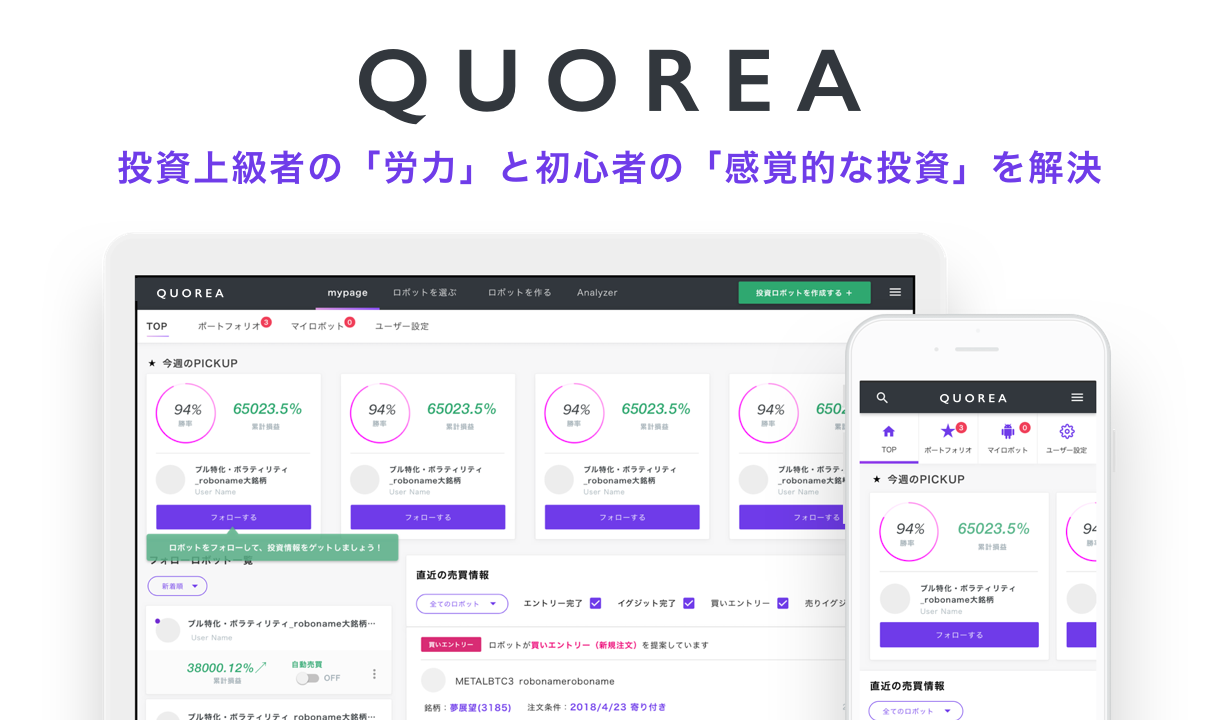 QUOREA
投資上級者の「労力」と初心者の「感覚的な投資」を解決
QUOREA mypage ロボットを選ぶ ロボットを作る Analyzer 投資ロボットを作成する ＋
TOP ポートフォリオ 3 マイロボット 0 ユーザー設定
★ 今週のPICKUP
94% 勝率 65023.5% 累計損益
ブル特化・ボラティリティ
_roboname大銘柄
User Name
フォローする
94% 勝率 65023.5% 累計損益
ブル特化・ボラティリティ
_roboname大銘柄
User Name
フォローする
94% 勝率 65023.5% 累計損益
ブル特化・ボラティリティ
_roboname大銘柄
User Name
フォローする
94% 勝率 6502
ブル特化・ボラテ
_roboname大
User Name
フォローする
ロボットをフォローして、投資情報をゲットしましょう！
フォローロボット一覧
新着順
ブル特化・ボラティリティ_roboname大銘柄…
User Name
38000.12% 累計損益
自動売買
OFF
ブル特化・ボラティリティ_roboname大銘柄…
直近の売買情報
全てのロボット エントリー完了 イグジット完了 買いエントリー 売りイグジ
買いエントリー ロボットが買いエントリー（新規注文）を提案しています
METALBTC3 robonameroboname
銘柄：夢展望(3185) 注文条件：2018/4/23 寄り付き
QUOREA
TOP ポートフォリオ 3 マイロボット 0 ユーザー設定
★ 今週のPICKUP
94% 勝率 65023.5% 累計損益
ブル特化・ボラティリティ
_roboname大銘柄
User Name
フォローする
94
勝
直近の売買情報
全てのロボット